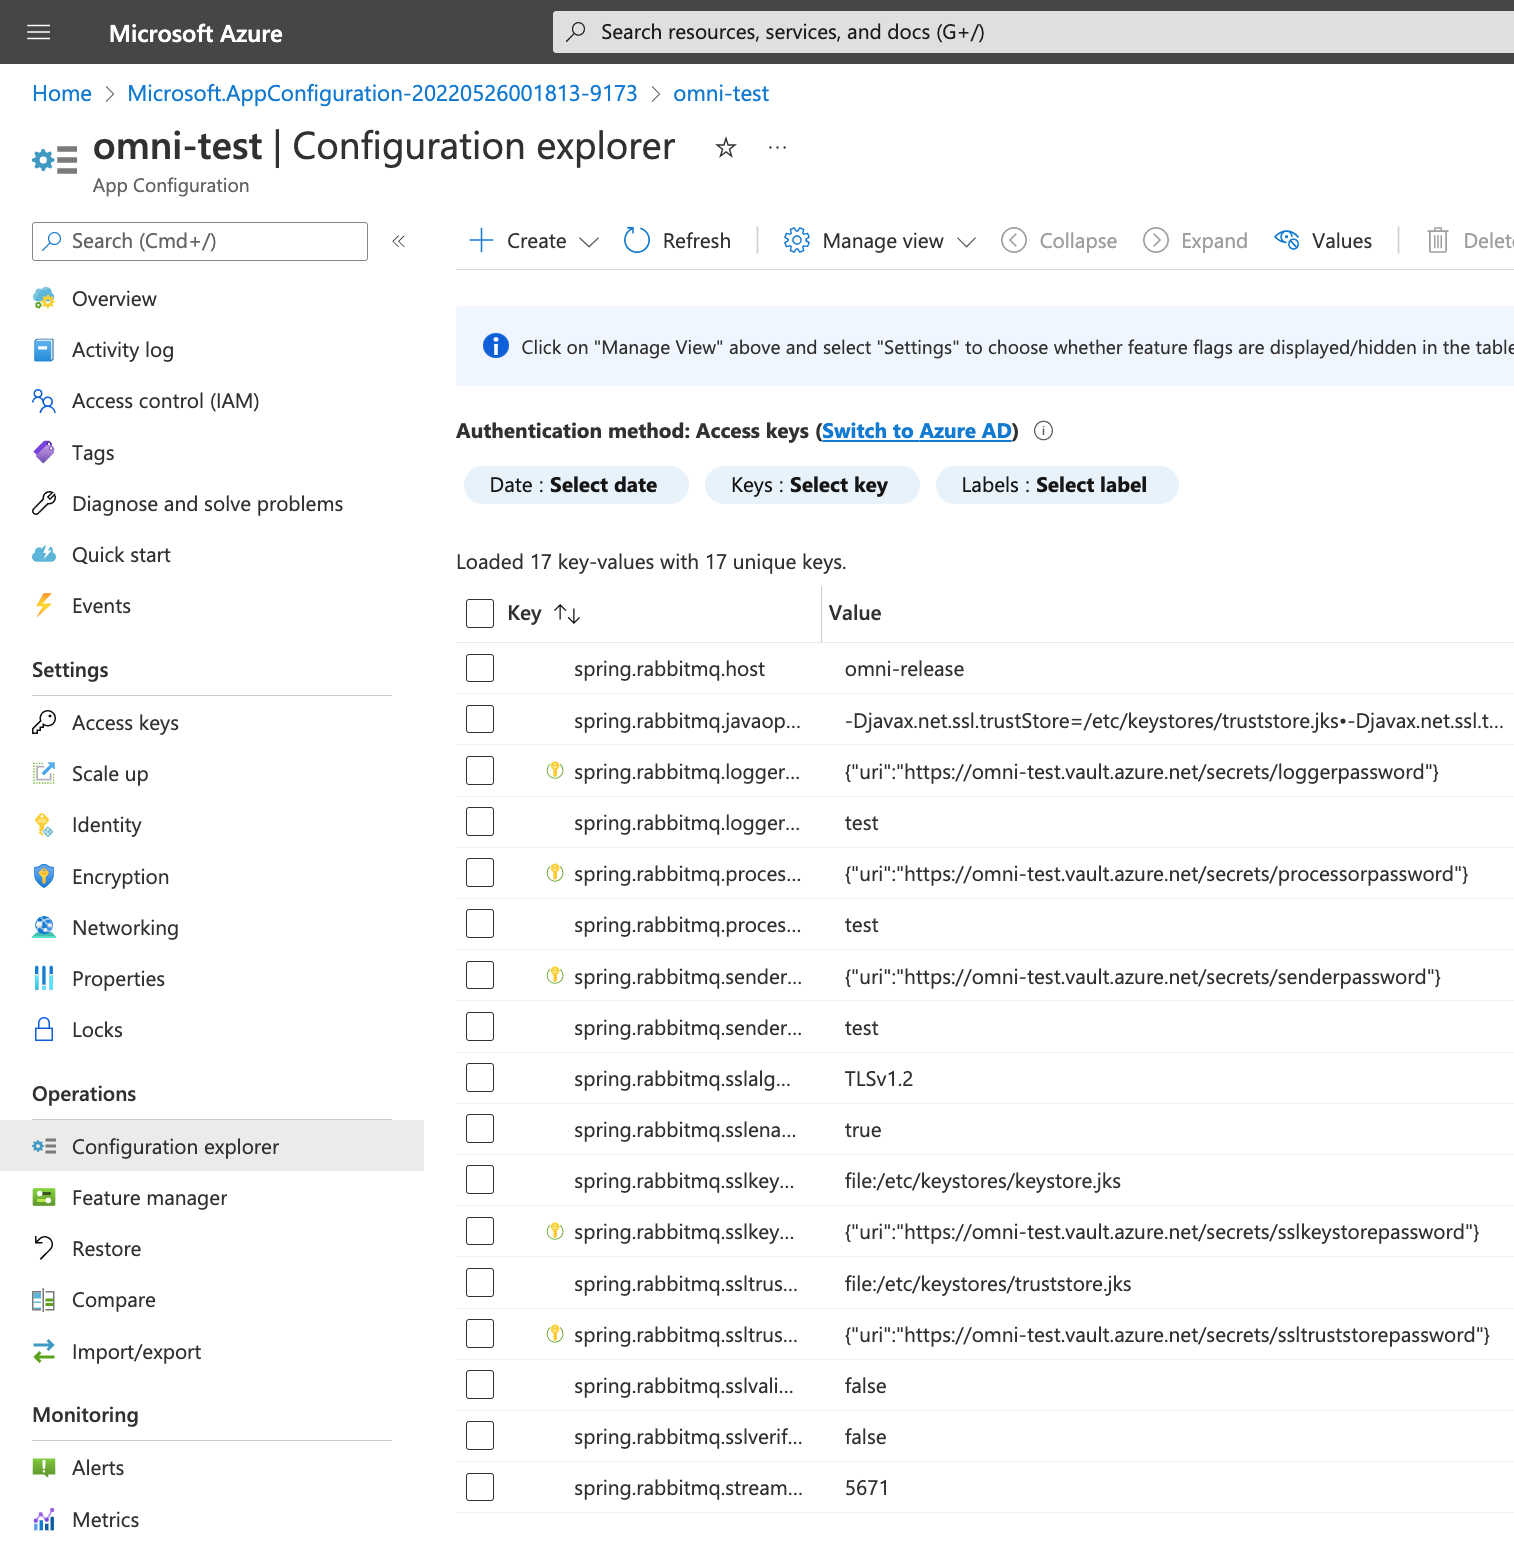 Microsoft Azure
Search resources, services, and docs (G+/)
Home > Microsoft.AppConfiguration-20220526001813-9173 > omni-test
omni-test | Configuration explorer ☆ ...
App Configuration
Search (Cmd+/) «
Overview
Activity log
Access control (IAM)
Tags
Diagnose and solve problems
Quick start
Events
Settings
Access keys
Scale up
Identity
Encryption
Networking
Properties
Locks
Operations
Configuration explorer
Feature manager
Restore
Compare
Import/export
Monitoring
Alerts
Metrics
Create Refresh Manage view Collapse Expand Values Delet
Click on "Manage View" above and select "Settings" to choose whether feature flags are displayed/hidden in the table
Authentication method: Access keys (Switch to Azure AD)
Date : Select date Keys : Select key Labels : Select label
Loaded 17 key-values with 17 unique keys.
Key ↑↓ Value
spring.rabbitmq.host omni-release
spring.rabbitmq.javaop... -Djavax.net.ssl.trustStore=/etc/keystores/truststore.jks•-Djavax.net.ssl.t...
spring.rabbitmq.logger... {"uri":"https://omni-test.vault.azure.net/secrets/loggerpassword"}
spring.rabbitmq.logger... test
spring.rabbitmq.proces... {"uri":"https://omni-test.vault.azure.net/secrets/processorpassword"}
spring.rabbitmq.proces... test
spring.rabbitmq.sender... {"uri":"https://omni-test.vault.azure.net/secrets/senderpassword"}
spring.rabbitmq.sender... test
spring.rabbitmq.sslalg... TLSv1.2
spring.rabbitmq.sslena... true
spring.rabbitmq.sslkey... file:/etc/keystores/keystore.jks
spring.rabbitmq.sslkey... {"uri":"https://omni-test.vault.azure.net/secrets/sslkeystorepassword"}
spring.rabbitmq.ssltrus... file:/etc/keystores/truststore.jks
spring.rabbitmq.ssltrus... {"uri":"https://omni-test.vault.azure.net/secrets/ssltruststorepassword"}
spring.rabbitmq.sslvali... false
spring.rabbitmq.sslverif... false
spring.rabbitmq.stream... 5671